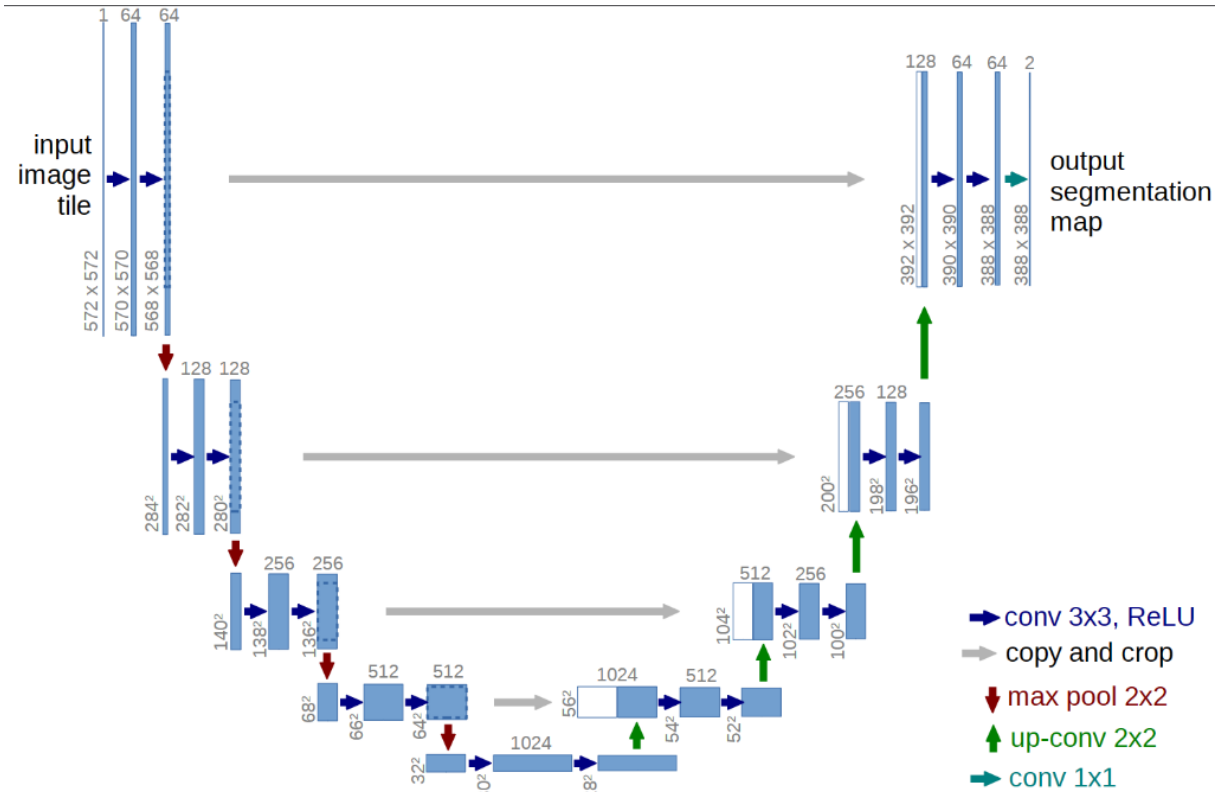 1 64 64
input
image
tile
572 x 572
570 x 570
568 x 568
128 64 64 2
output
segmentation
map
392 x 392
390 x 390
388 x 388
388 x 388
128 128
284²
282²
280²
256 128
200²
198²
196²
256 256
140²
138²
136²
512 256
104²
102²
100²
512 512
68²
66²
64²
1024 512
56²
54²
52²
1024
32²
conv 3x3, ReLU
copy and crop
max pool 2x2
up-conv 2x2
conv 1x1